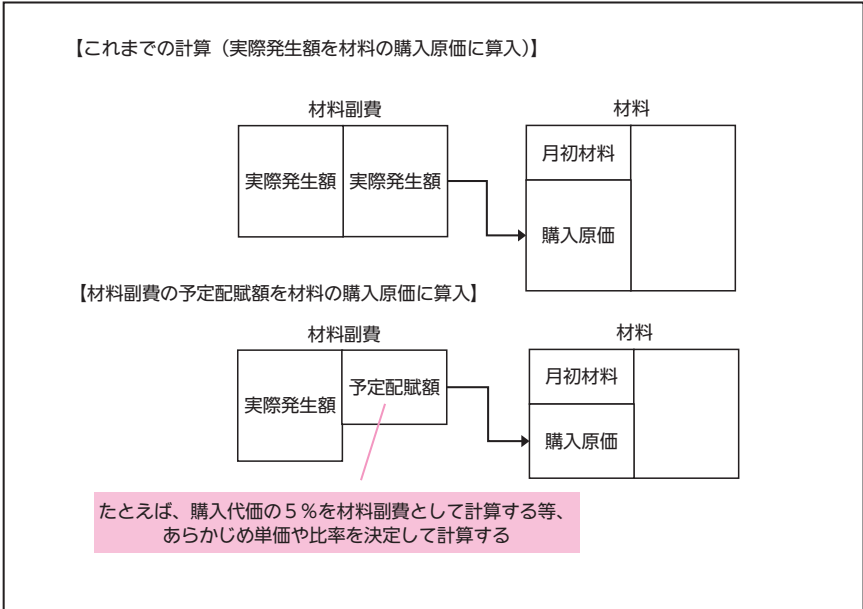 【これまでの計算（実際発生額を材料の購入原価に算入）】
材料副費
材料
実際発生額
実際発生額
月初材料
購入原価
【材料副費の予定配賦額を材料の購入原価に算入】
材料副費
材料
実際発生額
予定配賦額
月初材料
購入原価
たとえば、購入代価の５％を材料副費として計算する等、
あらかじめ単価や比率を決定して計算する